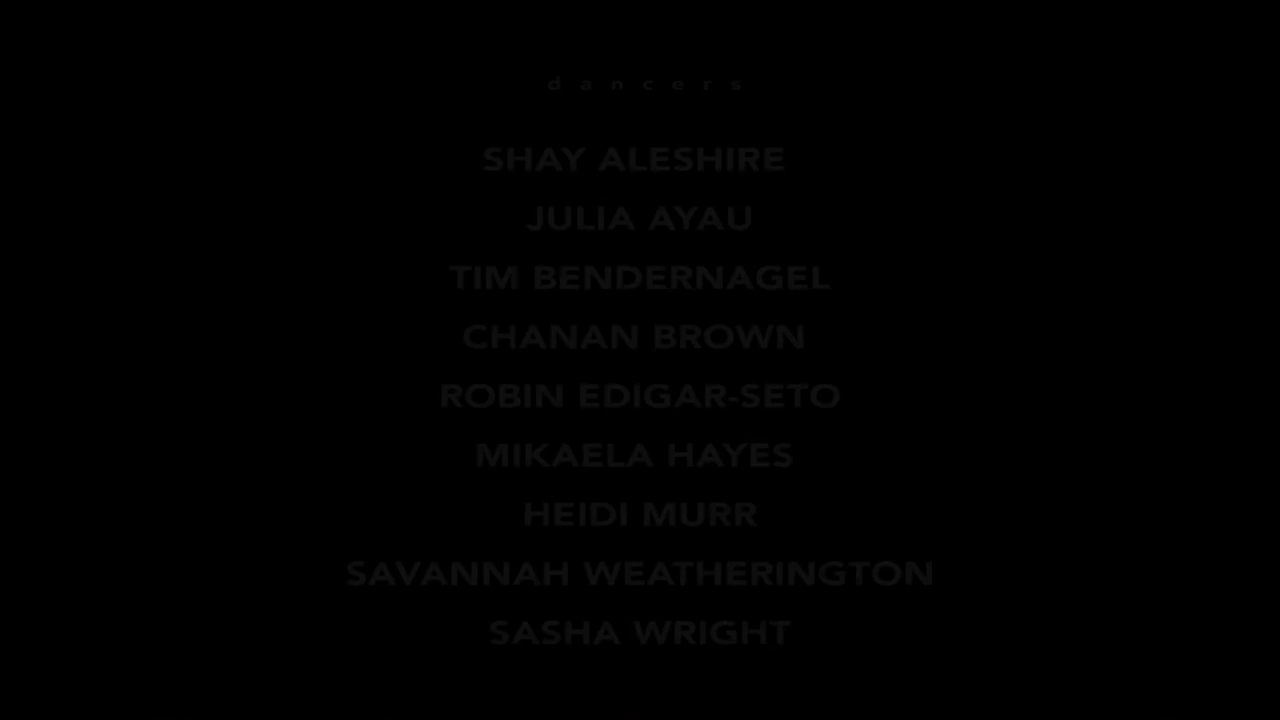 dancers
SHAY ALESHIRE
JULIA AYAU
TIM BENDERNAGEL
CHANAN BROWN
ROBIN EDIGAR-SETO
MIKAELA HAYES
HEIDI MURR
SAVANNAH WEATHERINGTON
SASHA WRIGHT